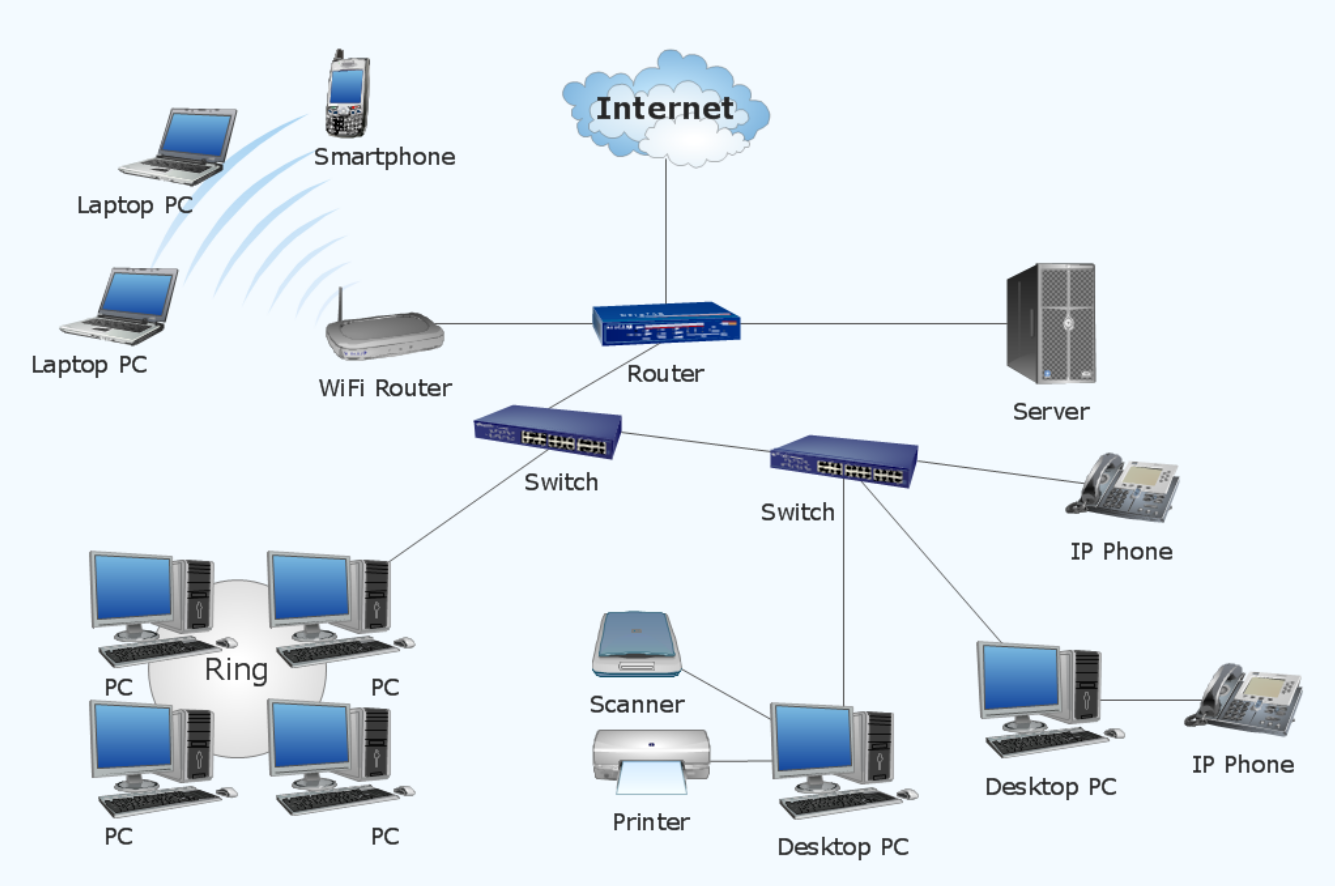 Internet
Smartphone
Laptop PC
Laptop PC
WiFi Router
Router
Server
Switch
Switch
IP Phone
Ring
PC
PC
Scanner
Printer
Desktop PC
Desktop PC
IP Phone
PC
PC